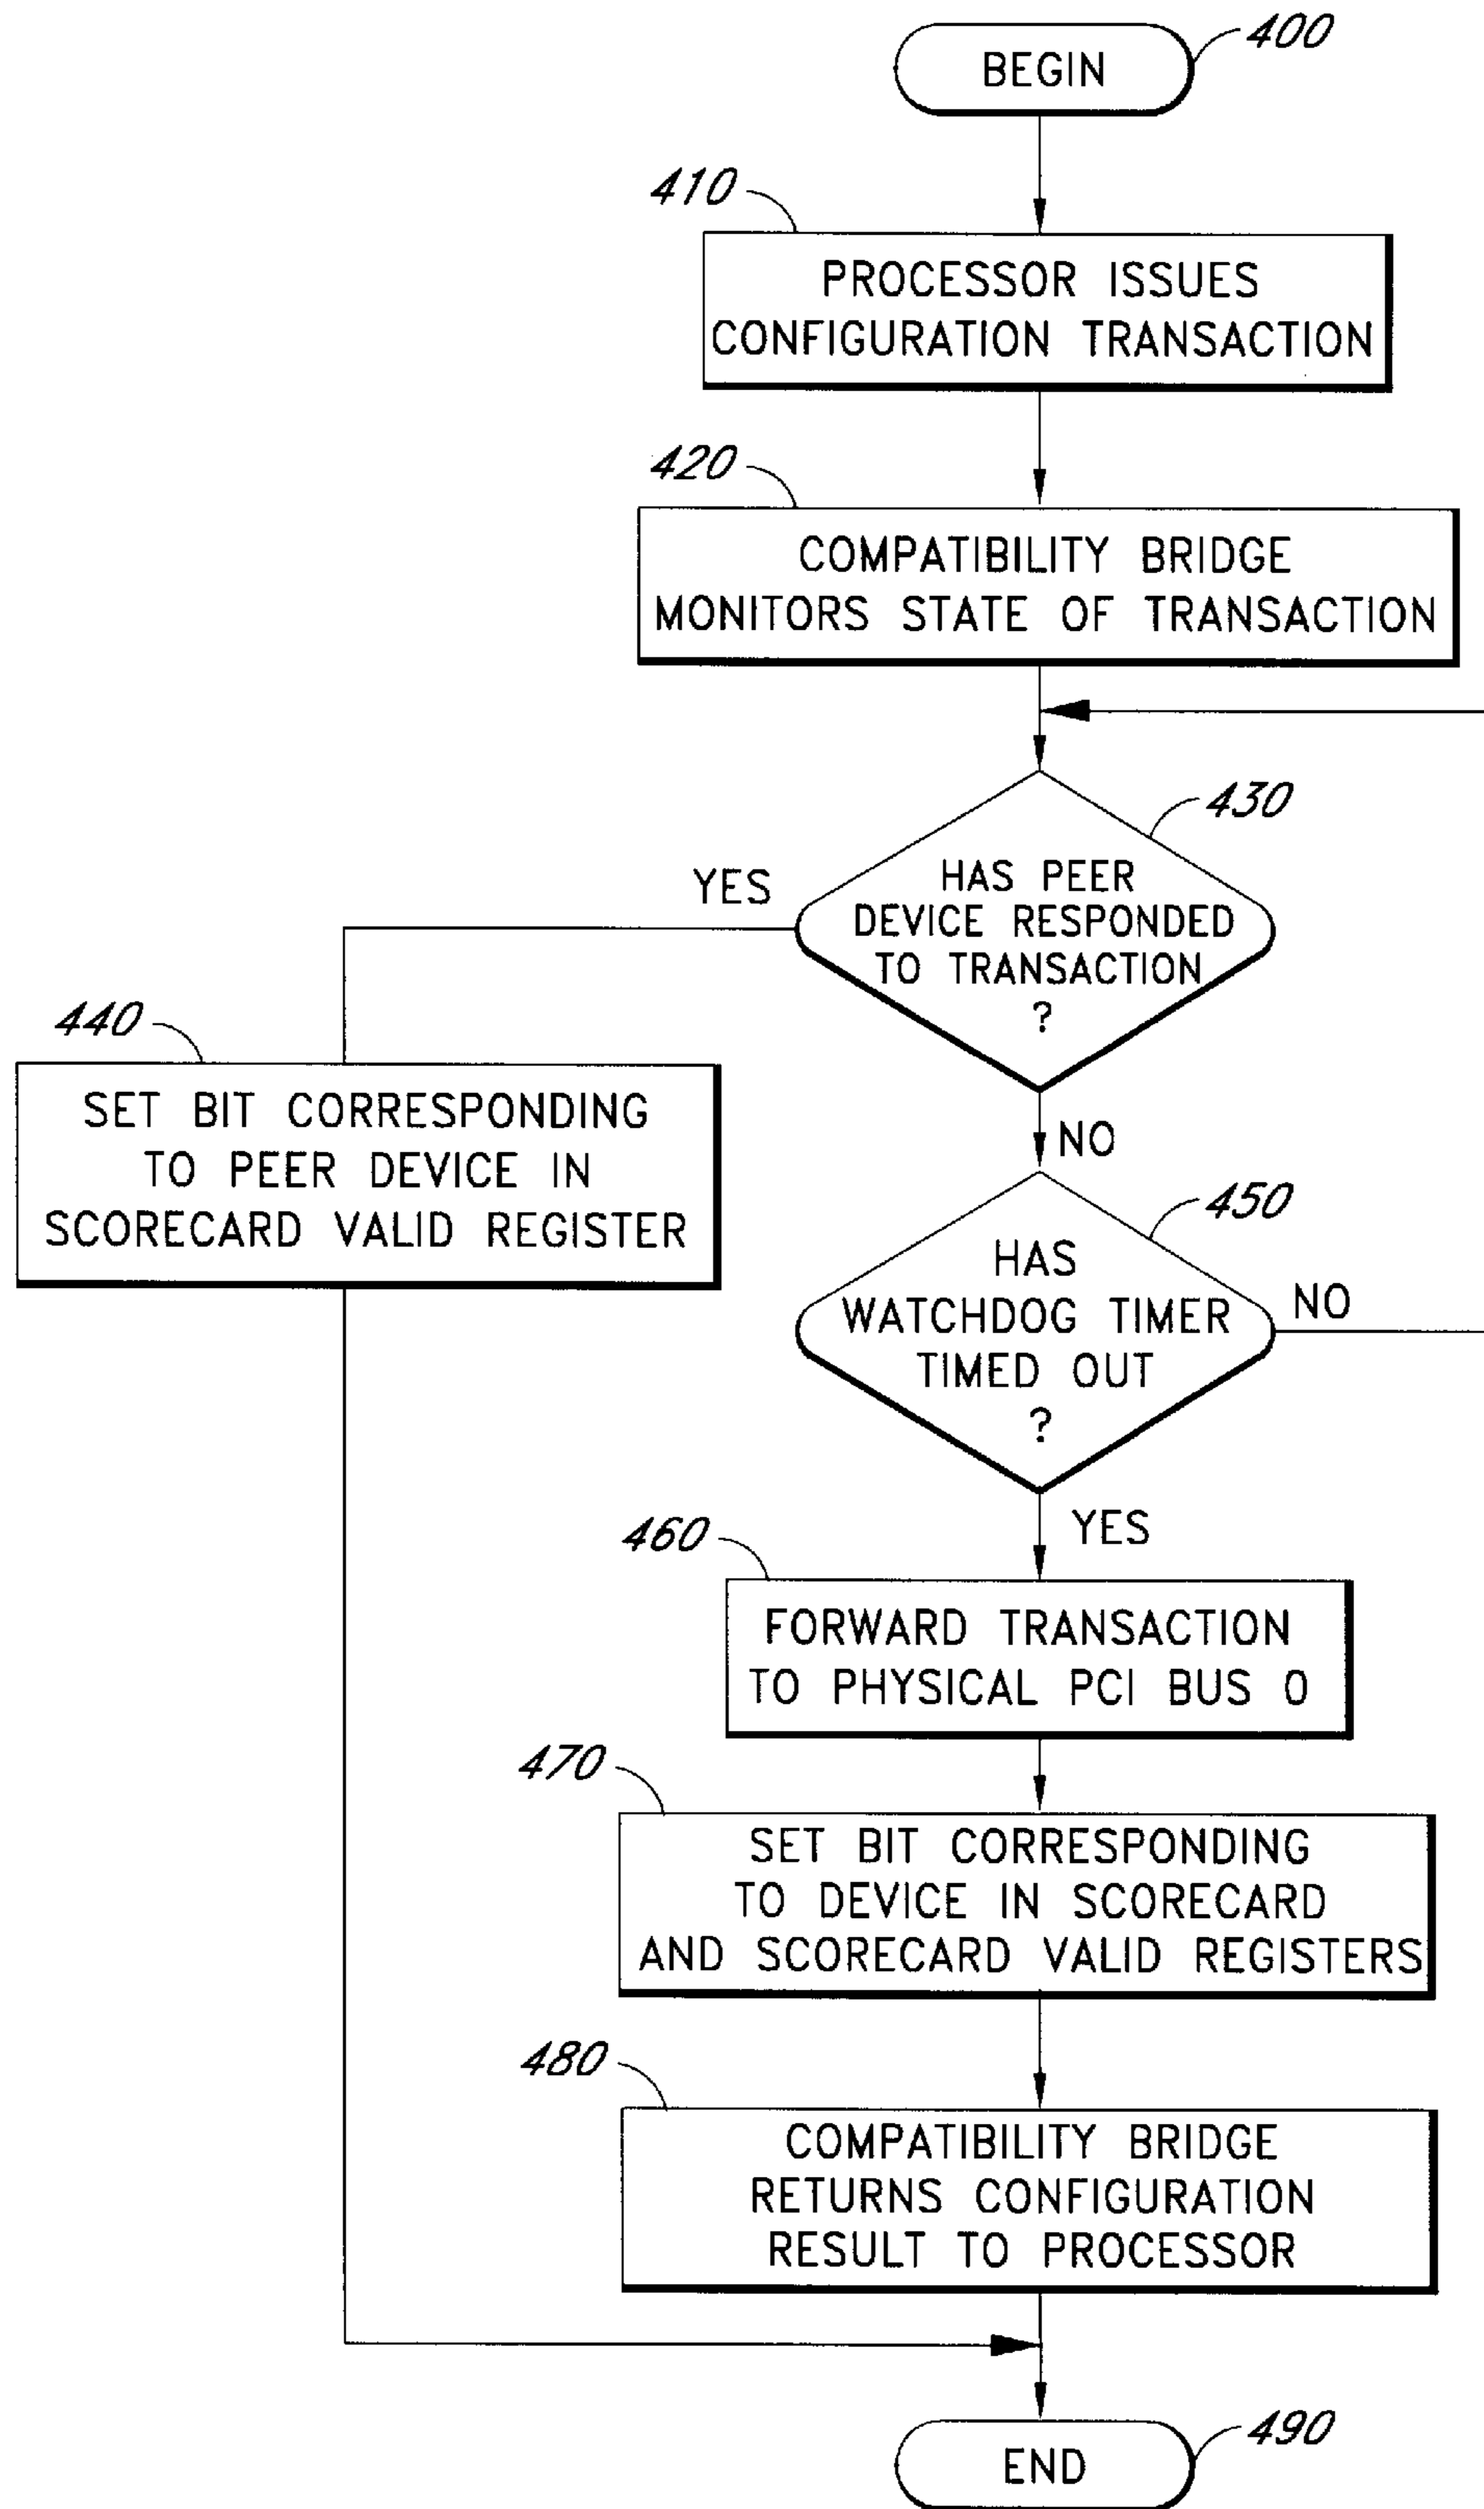 400
BEGIN
410
PROCESSOR ISSUES
CONFIGURATION TRANSACTION
420
COMPATIBILITY BRIDGE
MONITORS STATE OF TRANSACTION
430
HAS PEER
DEVICE RESPONDED
TO TRANSACTION
?
YES
NO
440
SET BIT CORRESPONDING
TO PEER DEVICE IN
SCORECARD VALID REGISTER
450
HAS
WATCHDOG TIMER
TIMED OUT
?
NO
YES
460
FORWARD TRANSACTION
TO PHYSICAL PCI BUS 0
470
SET BIT CORRESPONDING
TO DEVICE IN SCORECARD
AND SCORECARD VALID REGISTERS
480
COMPATIBILITY BRIDGE
RETURNS CONFIGURATION
RESULT TO PROCESSOR
490
END